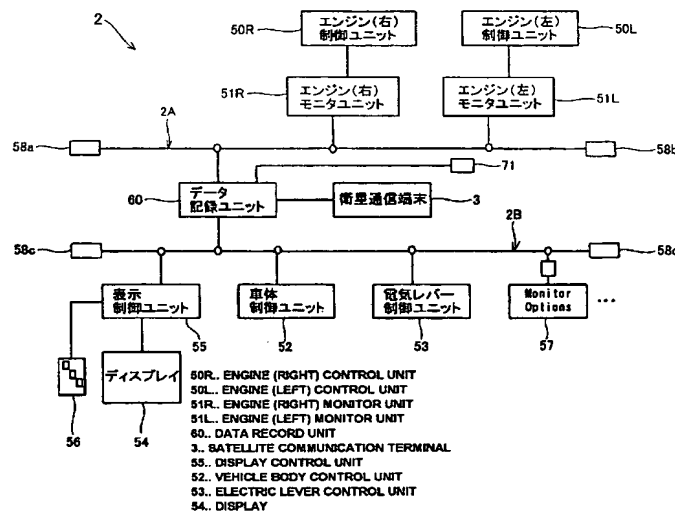 2
50R
エンジン(右)
制御ユニット
エンジン(左)
制御ユニット
50L
51R
エンジン(右)
モニタユニット
エンジン(左)
モニタユニット
51L
2A
58a
58b
71
60
データ
記録ユニット
衛星通信端末
3
58c
2B
58d
表示
制御ユニット
車体
制御ユニット
電気レバー
制御ユニット
Monitor
Options
...
55
52
53
57
56
ディスプレイ
54
50R.. ENGINE (RIGHT) CONTROL UNIT
50L.. ENGINE (LEFT) CONTROL UNIT
51R.. ENGINE (RIGHT) MONITOR UNIT
51L.. ENGINE (LEFT) MONITOR UNIT
60.. DATA RECORD UNIT
3.. SATELLITE COMMUNICATION TERMINAL
55.. DISPLAY CONTROL UNIT
52.. VEHICLE BODY CONTROL UNIT
53.. ELECTRIC LEVER CONTROL UNIT
54.. DISPLAY